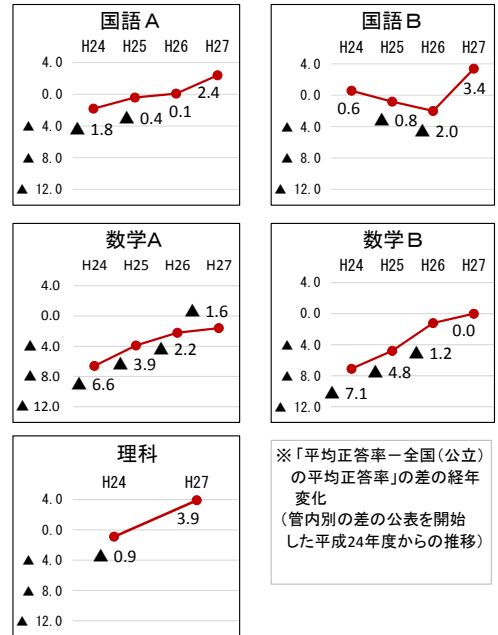 国語A
H24 H25 H26 H27
4.0
0.0
▲ 4.0
▲ 8.0
▲ 12.0
▲ 1.8
▲ 0.4
0.1
2.4
国語B
H24 H25 H26 H27
4.0
0.0
▲ 4.0
▲ 8.0
▲ 12.0
0.6
▲ 0.8
▲ 2.0
3.4
数学A
H24 H25 H26 H27
4.0
0.0
▲ 4.0
▲ 8.0
▲ 12.0
▲ 6.6
▲ 3.9
▲ 2.2
▲ 1.6
数学B
H24 H25 H26 H27
4.0
0.0
▲ 4.0
▲ 8.0
▲ 12.0
▲ 7.1
▲ 4.8
▲ 1.2
0.0
理科
H24 H27
4.0
0.0
▲ 4.0
▲ 8.0
▲ 12.0
▲ 0.9
3.9
※「平均正答率－全国(公立)
の平均正答率」の差の経年
変化
(管内別の差の公表を開始
した平成24年度からの推移)